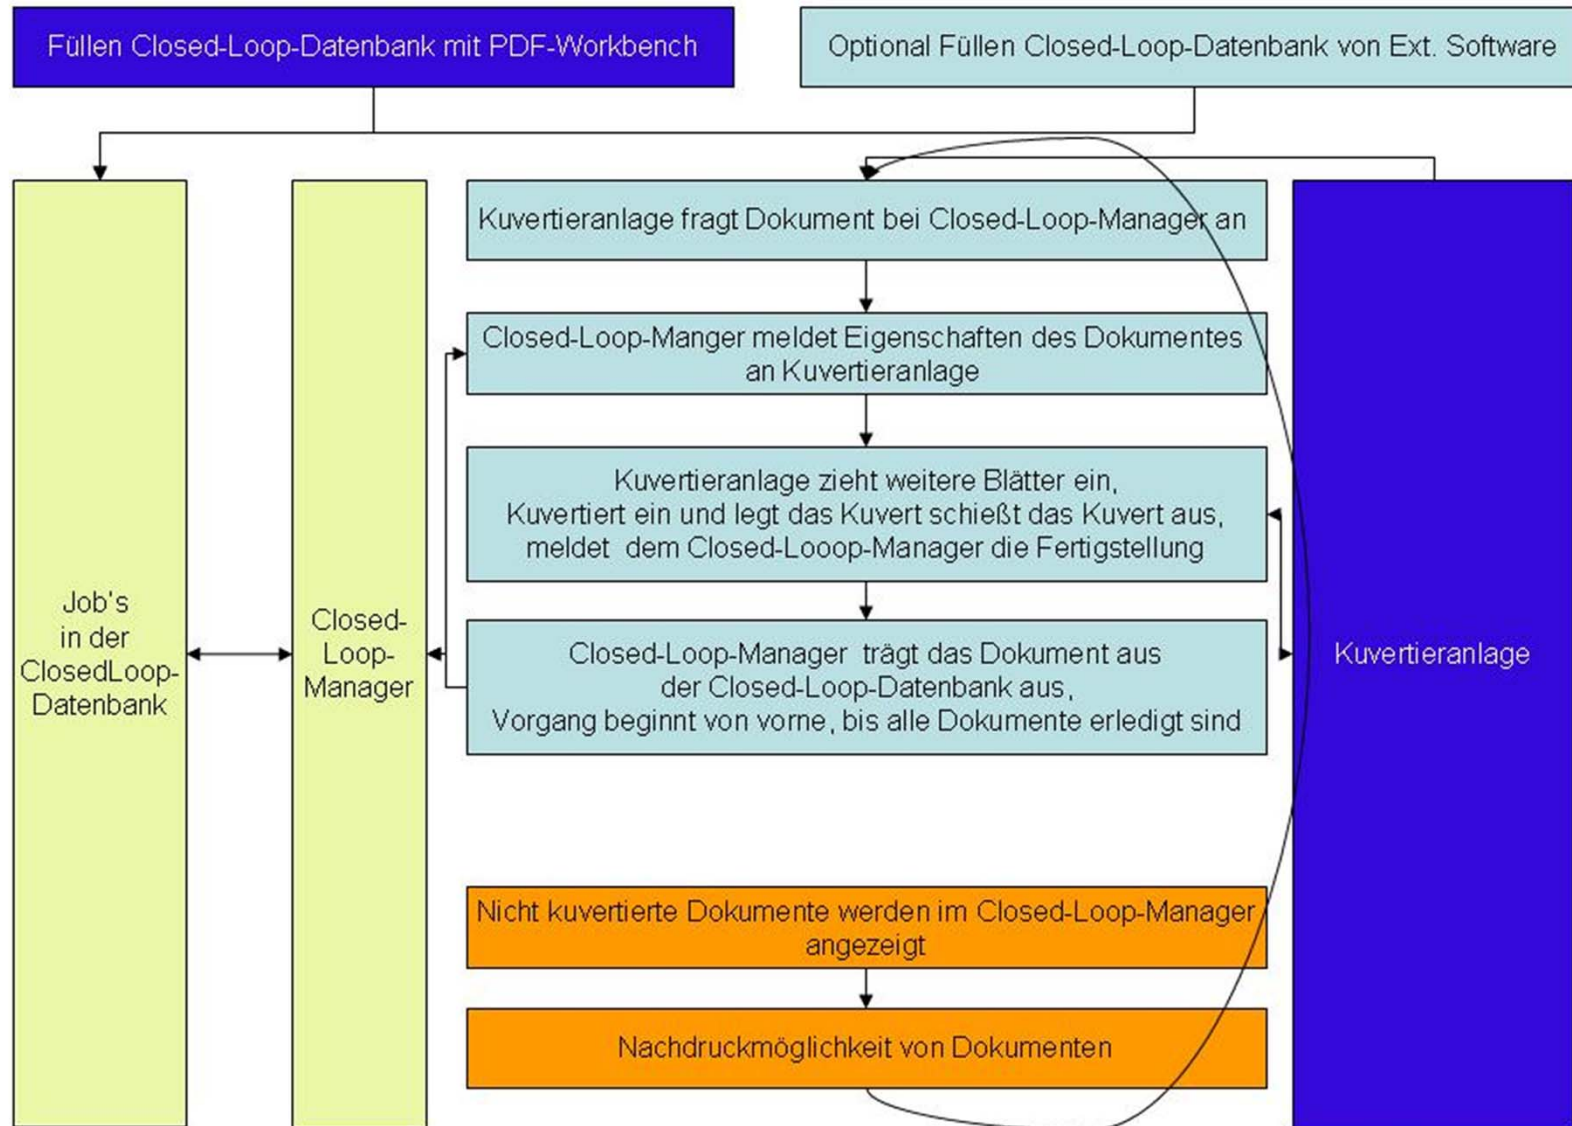 Füllen Closed-Loop-Datenbank mit PDF-Workbench
Optional Füllen Closed-Loop-Datenbank von Ext. Software
Kuvertieranlage fragt Dokument bei Closed-Loop-Manager an
Closed-Loop-Manger meldet Eigenschaften des Dokumentes
an Kuvertieranlage
Kuvertieranlage zieht weitere Blätter ein,
Kuvertiert ein und legt das Kuvert schießt das Kuvert aus,
meldet dem Closed-Looop-Manager die Fertigstellung
Job's
in der
ClosedLoop-
Datenbank
Closed-
Loop-
Manager
Closed-Loop-Manager trägt das Dokument aus
der Closed-Loop-Datenbank aus,
Vorgang beginnt von vorne, bis alle Dokumente erledigt sind
Kuvertieranlage
Nicht kuvertierte Dokumente werden im Closed-Loop-Manager
angezeigt
Nachdruckmöglichkeit von Dokumenten